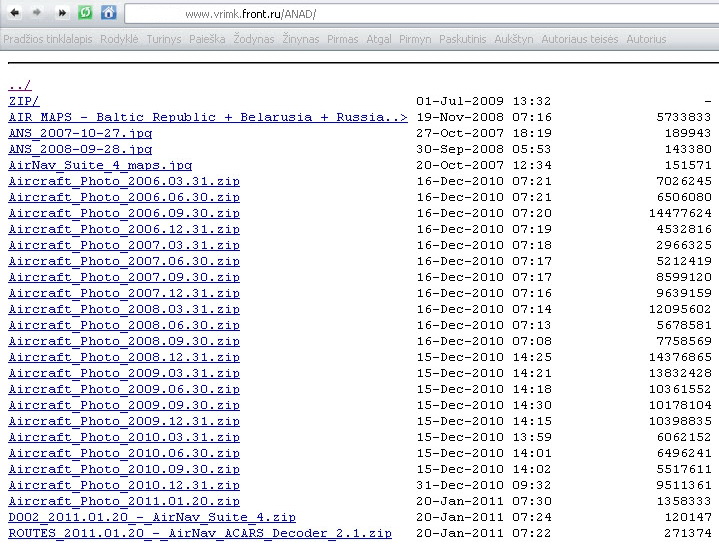 www.vrimk.front.ru/ANAD/
Pradžios tinklalapis Rodyklė Turinys Paieška Žodynas Žinynas Pirmas Atgal Pirmyn Paskutinis Aukštyn Autoriaus teisės Autorius
../
ZIP/ 01-Jul-2009 13:32 -
AIR MAPS - Baltic Republic + Belarusia + Russia..> 19-Nov-2008 07:16 5733833
ANS_2007-10-27.jpg 27-Oct-2007 18:19 189943
ANS_2008-09-28.jpg 30-Sep-2008 05:53 143380
AirNav_Suite_4_maps.jpg 20-Oct-2007 12:34 151571
Aircraft_Photo_2006.03.31.zip 16-Dec-2010 07:21 7026245
Aircraft_Photo_2006.06.30.zip 16-Dec-2010 07:21 6506080
Aircraft_Photo_2006.09.30.zip 16-Dec-2010 07:20 14477624
Aircraft_Photo_2006.12.31.zip 16-Dec-2010 07:19 4532816
Aircraft_Photo_2007.03.31.zip 16-Dec-2010 07:18 2966325
Aircraft_Photo_2007.06.30.zip 16-Dec-2010 07:17 5212419
Aircraft_Photo_2007.09.30.zip 16-Dec-2010 07:17 8599120
Aircraft_Photo_2007.12.31.zip 16-Dec-2010 07:16 9639159
Aircraft_Photo_2008.03.31.zip 16-Dec-2010 07:14 12095602
Aircraft_Photo_2008.06.30.zip 16-Dec-2010 07:13 5678581
Aircraft_Photo_2008.09.30.zip 16-Dec-2010 07:08 7758569
Aircraft_Photo_2008.12.31.zip 15-Dec-2010 14:25 14376865
Aircraft_Photo_2009.03.31.zip 15-Dec-2010 14:21 13832428
Aircraft_Photo_2009.06.30.zip 15-Dec-2010 14:18 10361552
Aircraft_Photo_2009.09.30.zip 15-Dec-2010 14:30 10178104
Aircraft_Photo_2009.12.31.zip 15-Dec-2010 14:15 10398835
Aircraft_Photo_2010.03.31.zip 15-Dec-2010 13:59 6062152
Aircraft_Photo_2010.06.30.zip 15-Dec-2010 14:01 6496241
Aircraft_Photo_2010.09.30.zip 15-Dec-2010 14:02 5517611
Aircraft_Photo_2010.12.31.zip 31-Dec-2010 09:32 9511361
Aircraft_Photo_2011.01.20.zip 20-Jan-2011 07:30 1358333
DOO2_2011.01.20_-_AirNav_Suite_4.zip 20-Jan-2011 07:24 120147
ROUTES_2011.01.20_-_AirNav_ACARS_Decoder_2.1.zip 20-Jan-2011 07:22 271374